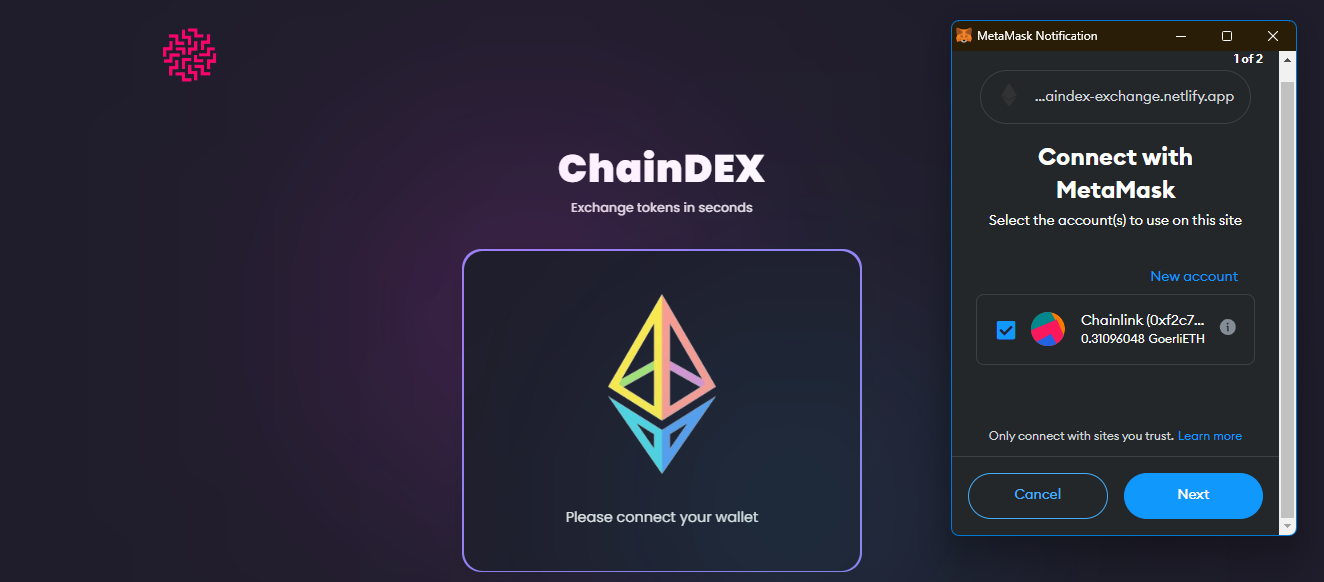 ChainDEX
Exchange tokens in seconds
Please connect your wallet
MetaMask Notification
1 of 2
...aindex-exchange.netlify.app
Connect with
MetaMask
Select the account(s) to use on this site
New account
Chainlink (0xf2c7...
0.31096048 GoerliETH
Only connect with sites you trust. Learn more
Cancel
Next